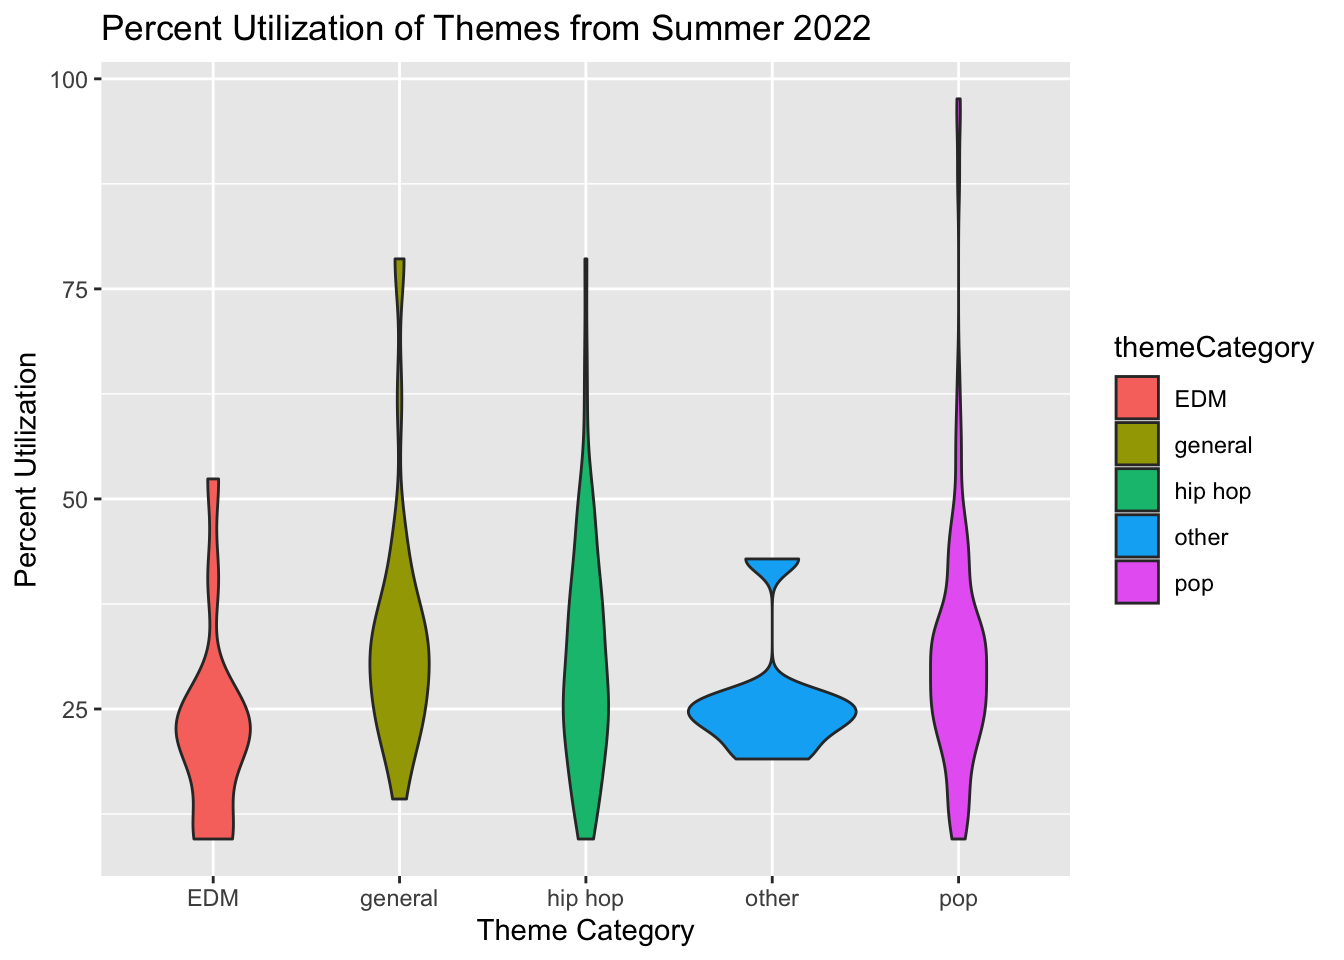 Percent Utilization of Themes from Summer 2022
100
75
50
25
Percent Utilization
EDM general hip hop other pop
Theme Category
themeCategory
EDM
general
hip hop
other
pop